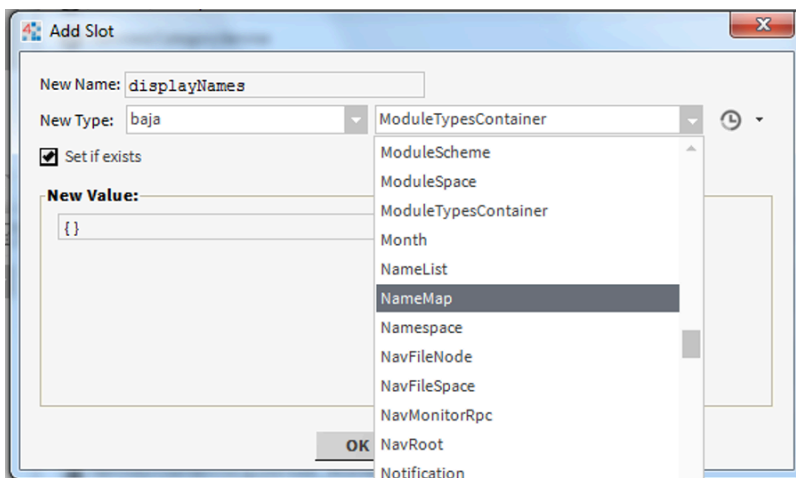 Add Slot
New Name: displayNames
New Type: baja ModuleTypesContainer
Set if exists
ModuleScheme
ModuleSpace
New Value:
ModuleTypesContainer
{}
Month
NameList
NameMap
Namespace
NavFileNode
NavFileSpace
NavMonitorRpc
OK NavRoot
Notification